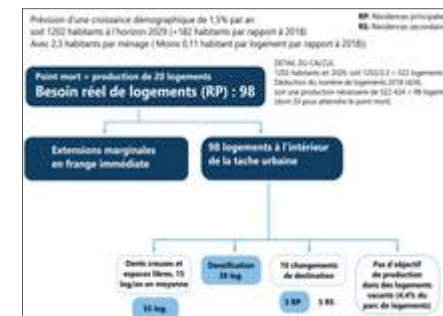 Prévision d'une croissance démographique de 1,5% par an
soit 1202 habitants à l'horizon 2029 (+182 habitants par rapport à 2018)
Avec 2,3 habitants par ménage ( Moins 0,11 habitant par logement par rapport à 2018))
RP: Résidences principales
RS: Résidences secondaires
Point mort = production de 20 logements
Besoin réel de logements (RP) : 98
DETAIL DU CALCUL
1202 habitants en 2029, soit 1202/2,3 = 522 logements
Déduction du nombre de logements 2018 (424),
soit une production nécessaire de 522-424 = 98 logem
(dont 20 pour atteindre le point mort)
Extensions marginales
en frange immédiate
98 logements à l'intérieur
de la tache urbaine
Dents creuses et
espaces libres, 15
log/an en moyenne
55 log.
Densification
38 log.
10 changements
de destination
5 RP
5 RS
Pas d'objectif
de production
dans des logements
vacants (4,4% du
parc de logements)